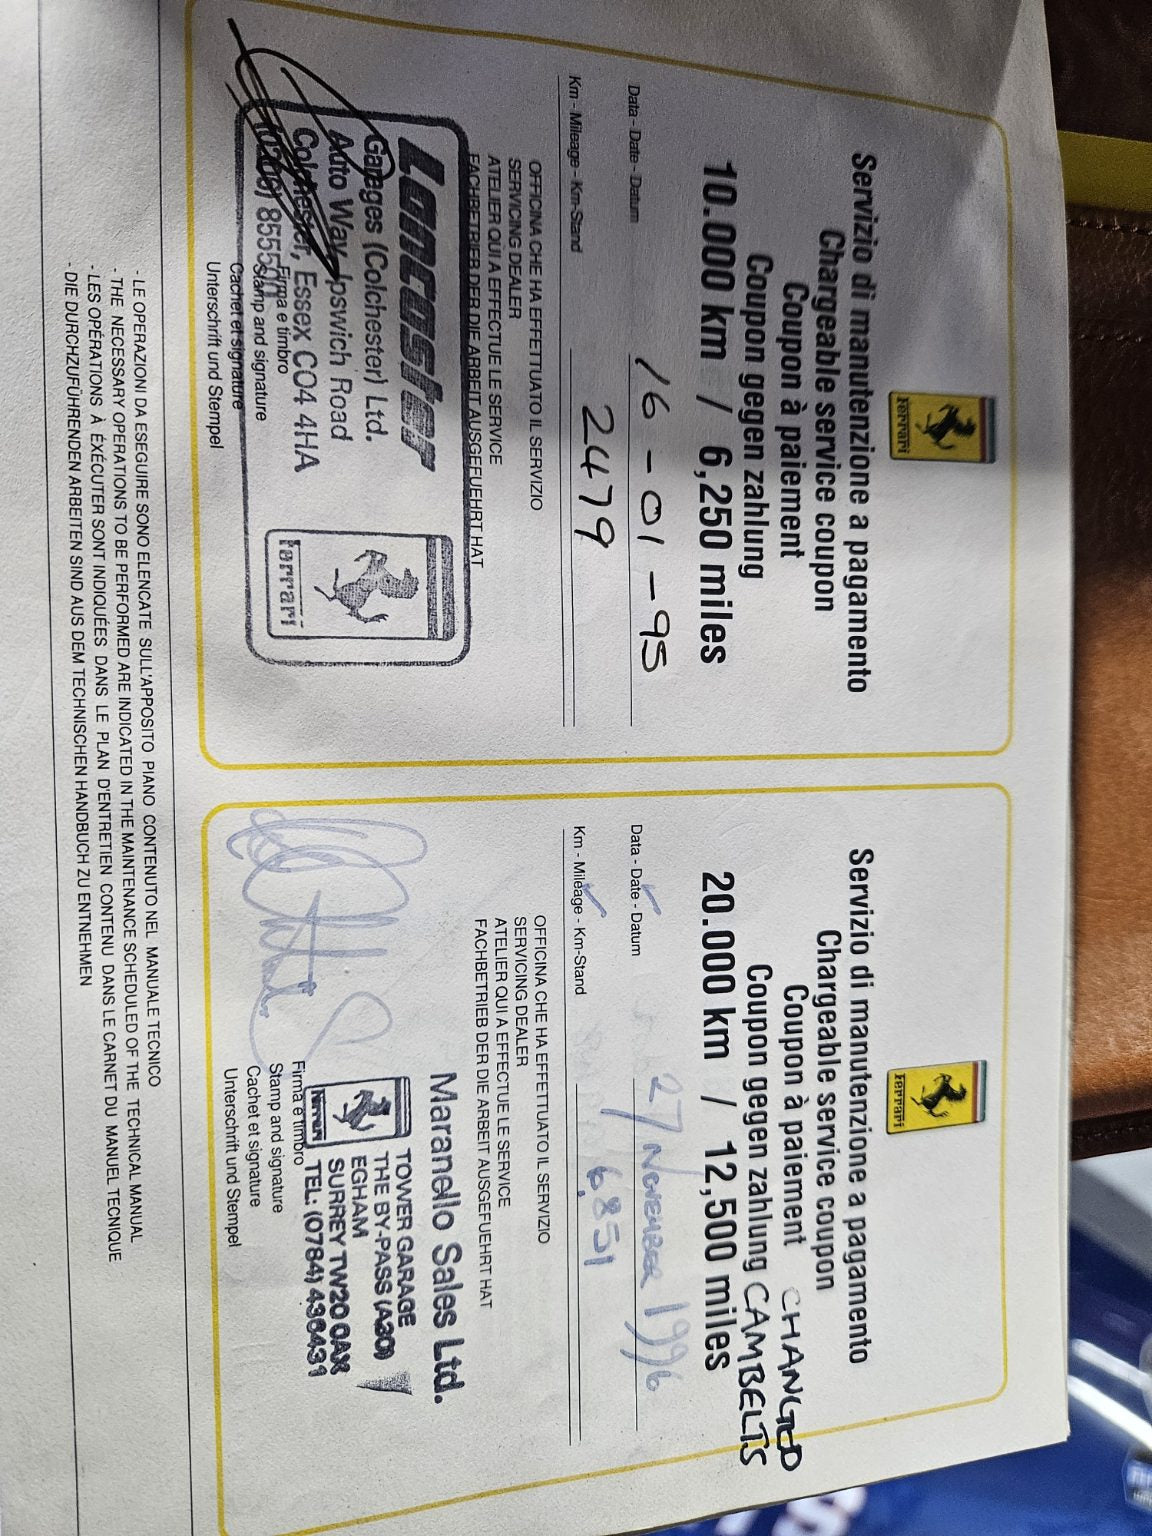 Ferrari
Servizio di manutenzione a pagamento
Chargeable service coupon
Coupon à paiement
Coupon gegen zahlung
10.000 km / 6,250 miles
Data - Date - Datum 16-01-95
Km - Mileage - Km-Stand 2479
OFFICINA CHE HA EFFETTUATO IL SERVIZIO
SERVICING DEALER
ATELIER QUI A EFFECTUE LE SERVICE
FACHBETRIEB DER DIE ARBEIT AUSGEFUEHRT HAT
Lancaster
Garages (Colchester) Ltd.
Auto Way, Ipswich Road
Colchester, Essex CO4 4HA
(0206) 855500
Ferrari
Firma e timbro
Stamp and signature
Cachet et signature
Unterschrift und Stempel
Ferrari
Servizio di manutenzione a pagamento
Chargeable service coupon
Coupon à paiement CHANGED
Coupon gegen zahlung CAMBELTS
20.000 km / 12,500 miles
Data - Date - Datum 27 NOVEMBER 1996
Km - Mileage - Km-Stand 6,851
OFFICINA CHE HA EFFETTUATO IL SERVIZIO
SERVICING DEALER
ATELIER QUI A EFFECTUE LE SERVICE
FACHBETRIEB DER DIE ARBEIT AUSGEFUEHRT HAT
Maranello Sales Ltd.
TOWER GARAGE
THE BY-PASS (A30)
EGHAM
SURREY TW20 0AX
TEL: (0784) 436431
Ferrari
Firma e timbro
Stamp and signature
Cachet et signature
Unterschrift und Stempel
- LE OPERAZIONI DA ESEGUIRE SONO ELENCATE SULL'APPOSITO PIANO CONTENUTO NEL MANUALE TECNICO
- THE NECESSARY OPERATIONS TO BE PERFORMED ARE INDICATED IN THE MAINTENANCE SCHEDULED OF THE TECHNICAL MANUAL
- LES OPÉRATIONS À ÉXÉCUTER SONT INDIQUÉES DANS LE PLAN D'ENTRETIEN CONTENU DANS LE CARNET DU MANUEL TECHNIQUE
- DIE DURCHZUFÜHRENDEN ARBEITEN SIND AUS DEM TECHNISCHEN HANDBUCH ZU ENTNEHMEN